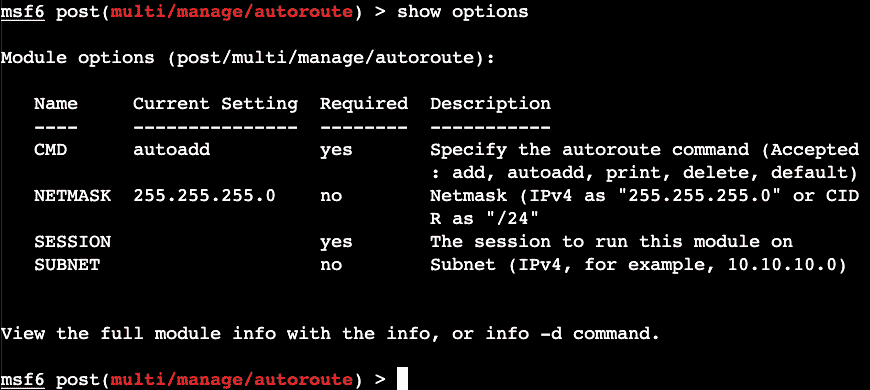 msf6 post(multi/manage/autoroute) > show options
Module options (post/multi/manage/autoroute):
Name Current Setting Required Description
---- --------------- -------- -----------
CMD autoadd yes Specify the autoroute command (Accepted
: add, autoadd, print, delete, default)
NETMASK 255.255.255.0 no Netmask (IPv4 as "255.255.255.0" or CID
R as "/24"
SESSION yes The session to run this module on
SUBNET no Subnet (IPv4, for example, 10.10.10.0)
View the full module info with the info, or info -d command.
msf6 post(multi/manage/autoroute) >